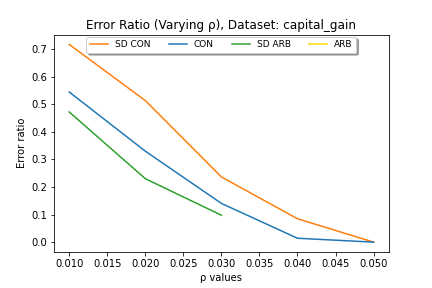 Error Ratio (Varying ρ), Dataset: capital_gain
SD CON CON SD ARB ARB
0.7
0.6
0.5
0.4
0.3
0.2
0.1
0.0
Error ratio
0.010 0.015 0.020 0.025 0.030 0.035 0.040 0.045 0.050
ρ values